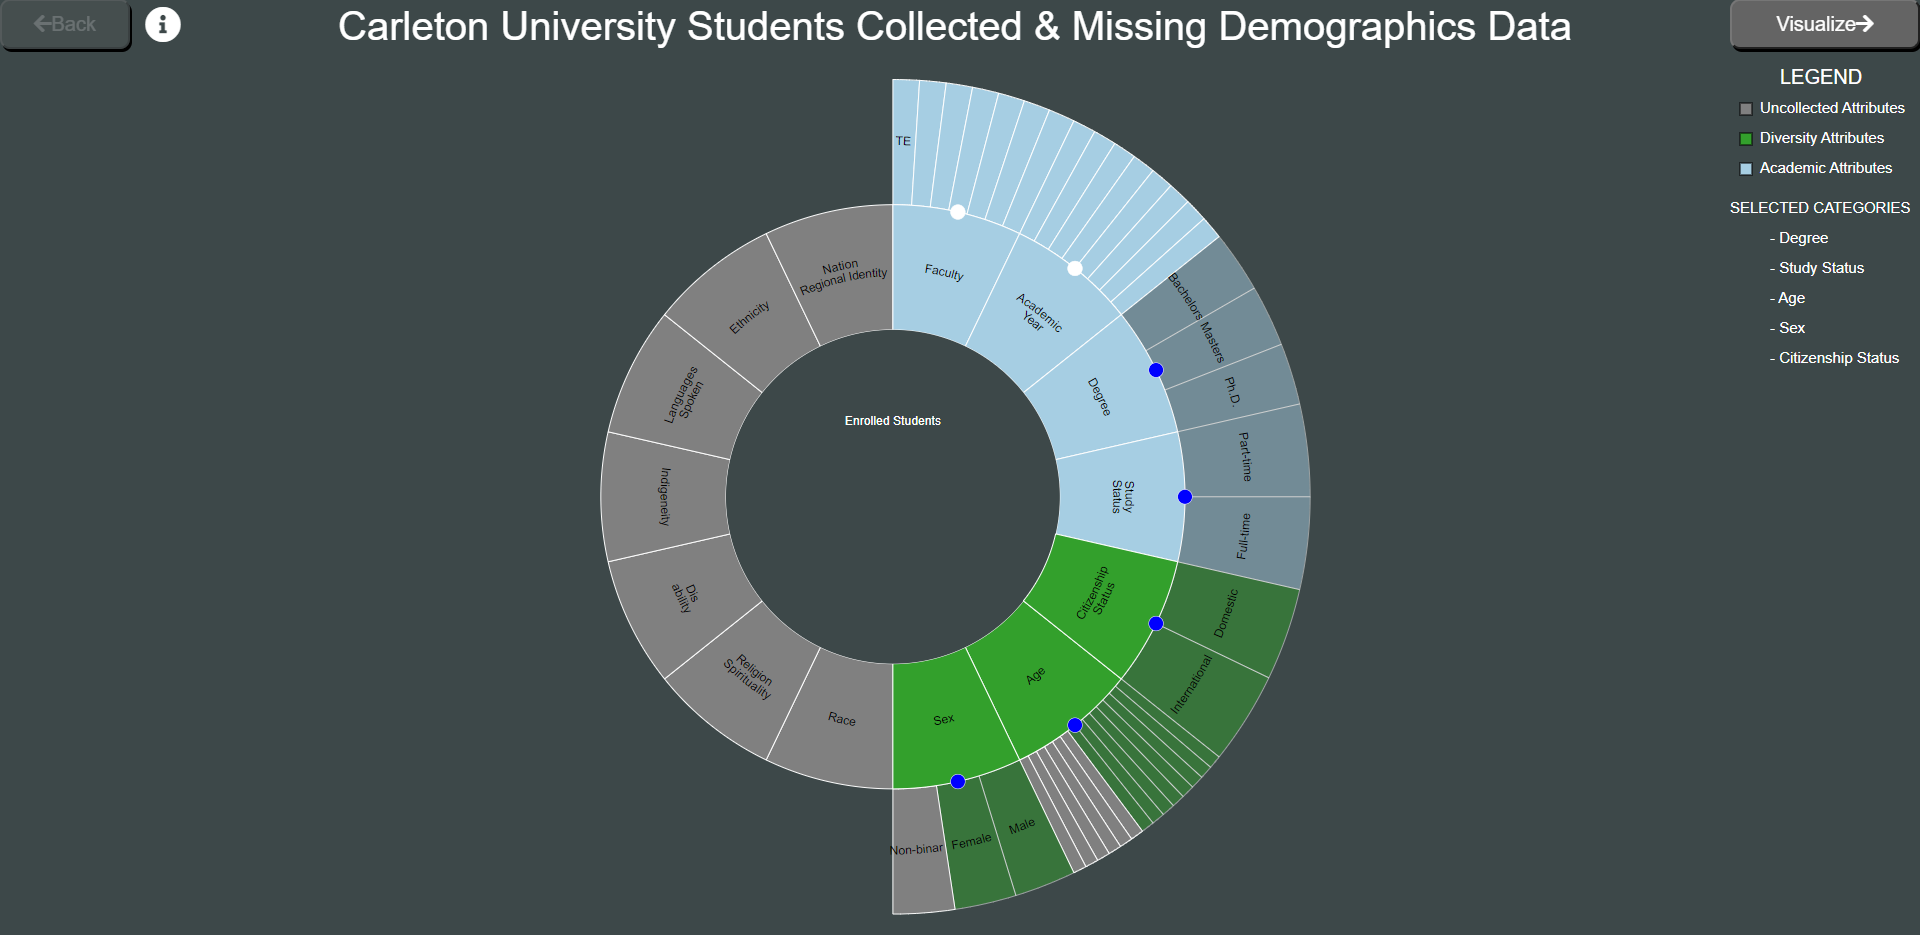 Back
Carleton University Students Collected & Missing Demographics Data
Visualize
LEGEND
Uncollected Attributes
Diversity Attributes
Academic Attributes
SELECTED CATEGORIES
- Degree
- Study Status
- Age
- Sex
- Citizenship Status
TE
Faculty
Academic
Year
Degree
Study
Status
Bachelors
Masters
Ph.D.
Part-time
Full-time
Citizenship
Status
Domestic
International
Age
Sex
Male
Female
Non-binar
Race
Religion
Spirituality
Dis
ability
Indigeneity
Languages
Spoken
Ethnicity
Nation
Regional Identity
Enrolled Students